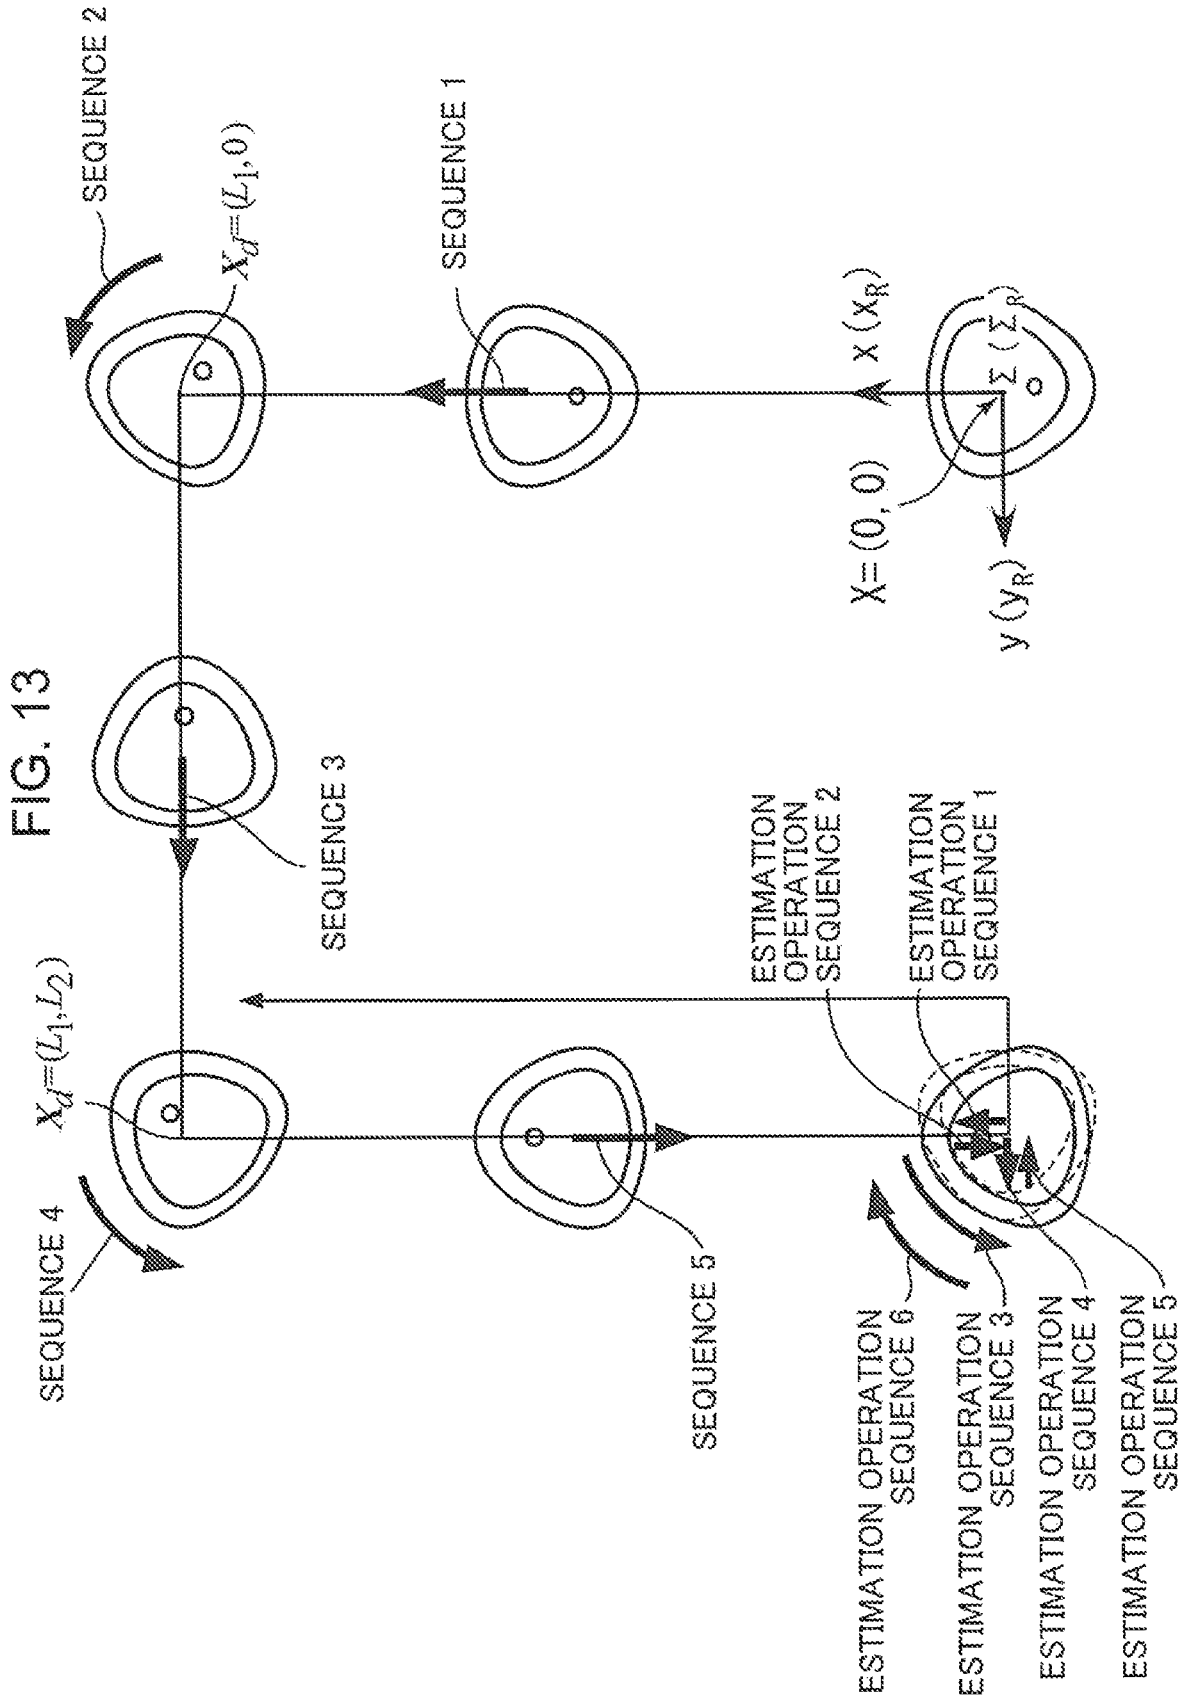 FIG. 13
SEQUENCE 4
X_d=(L_1, L_2)
SEQUENCE 3
X_d=(L_1, 0)
SEQUENCE 2
SEQUENCE 1
SEQUENCE 5
X=(0, 0)
x (x_R)
y (y_R)
Σ (Σ_R)
ESTIMATION
OPERATION
SEQUENCE 2
ESTIMATION
OPERATION
SEQUENCE 1
ESTIMATION OPERATION
SEQUENCE 6
ESTIMATION OPERATION
SEQUENCE 3
ESTIMATION OPERATION
SEQUENCE 4
ESTIMATION OPERATION
SEQUENCE 5